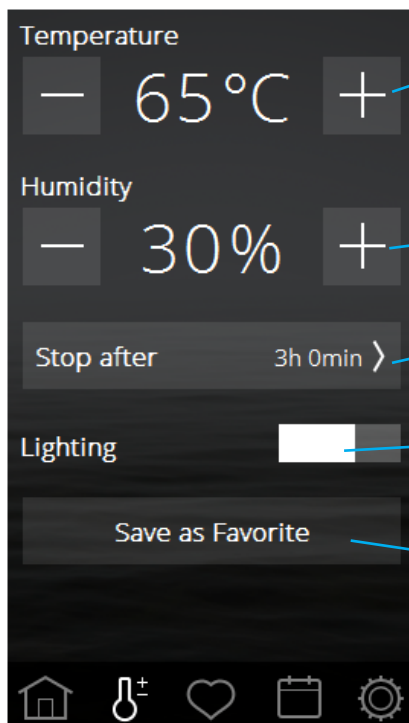 Temperature
− 65°C +
Humidity
− 30% +
Stop after 3h 0min >
Lighting
Save as Favorite